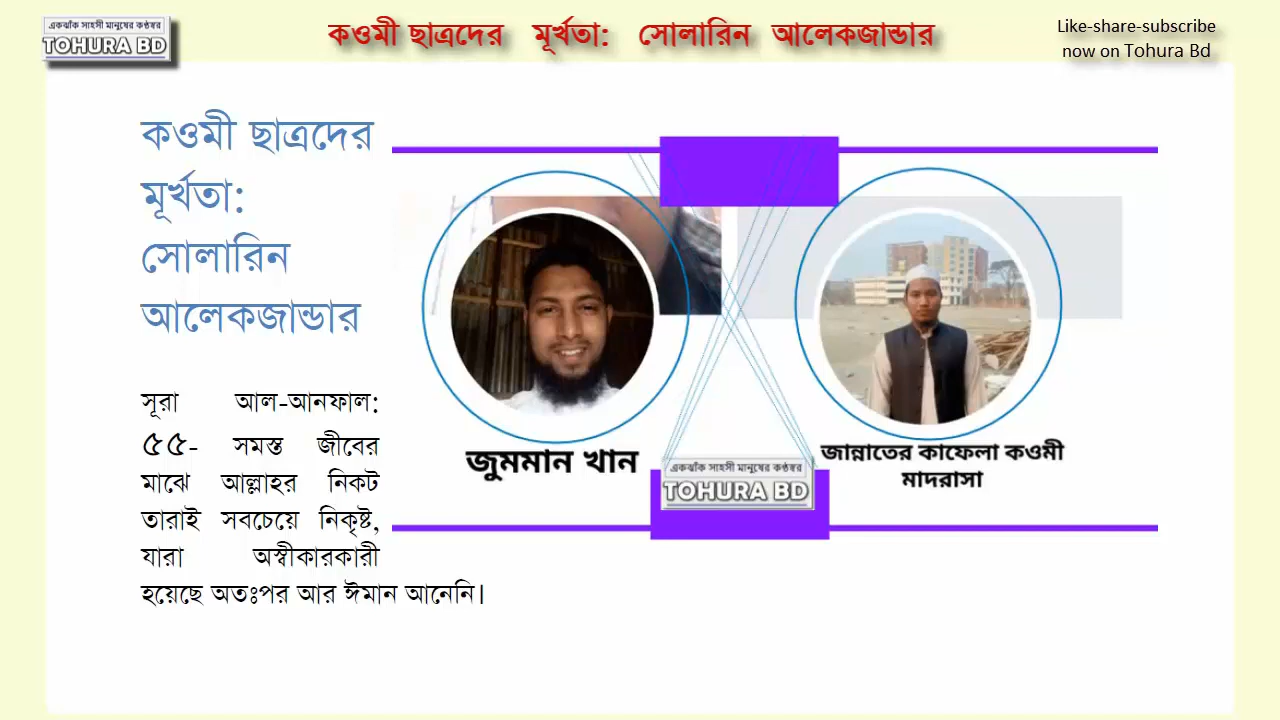 একঝাঁক সাহসী মানুষের কণ্ঠস্বর
TOHURA BD
কওমী ছাত্রদের মূর্খতা: সোলারিন আলেকজান্ডার
Like-share-subscribe
now on Tohura Bd
কওমী ছাত্রদের
মূর্খতা:
সোলারিন
আলেকজান্ডার
সূরা আল-আনফাল:
৫৫- সমস্ত জীবের
মাঝে আল্লাহর নিকট
তারাই সবচেয়ে নিকৃষ্ট,
যারা অস্বীকারকারী
হয়েছে অতঃপর আর ঈমান আনেনি।
জুমমান খান
জান্নাতের কাফেলা কওমী
মাদরাসা
একঝাঁক সাহসী মানুষের কণ্ঠস্বর
TOHURA BD